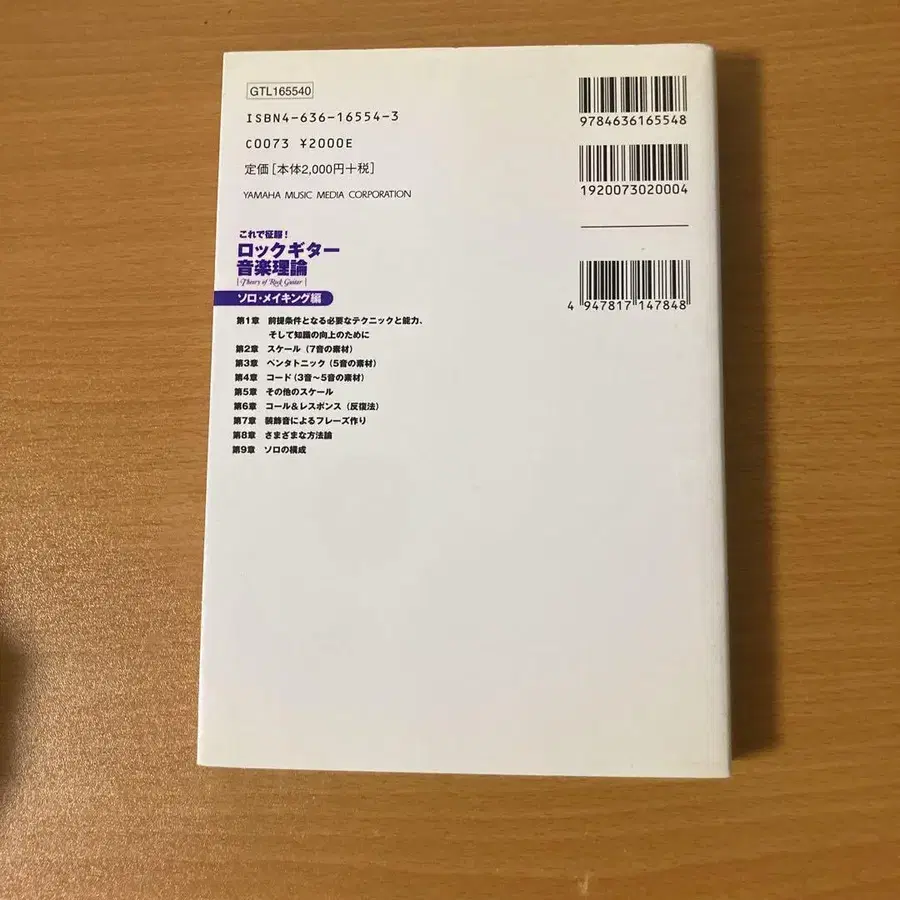 GTL165540
ISBN4-636-16554-3
C0073 ¥2000E
定価[本体2,000円+税]
YAMAHA MUSIC MEDIA CORPORATION
9784636165548
1920073020004
4 947817 147848
これで征服!
ロックギター
音楽理論
Theory of Rock Guitar
ソロ・メイキング編
第1章 前提条件となる必要なテクニックと能力、
そして知識の向上のために
第2章 スケール(7音の素材)
第3章 ペンタトニック(5音の素材)
第4章 コード(3音〜5音の素材)
第5章 その他のスケール
第6章 コール&レスポンス(反復法)
第7章 装飾音によるフレーズ作り
第8章 さまざまな方法論
第9章 ソロの構成